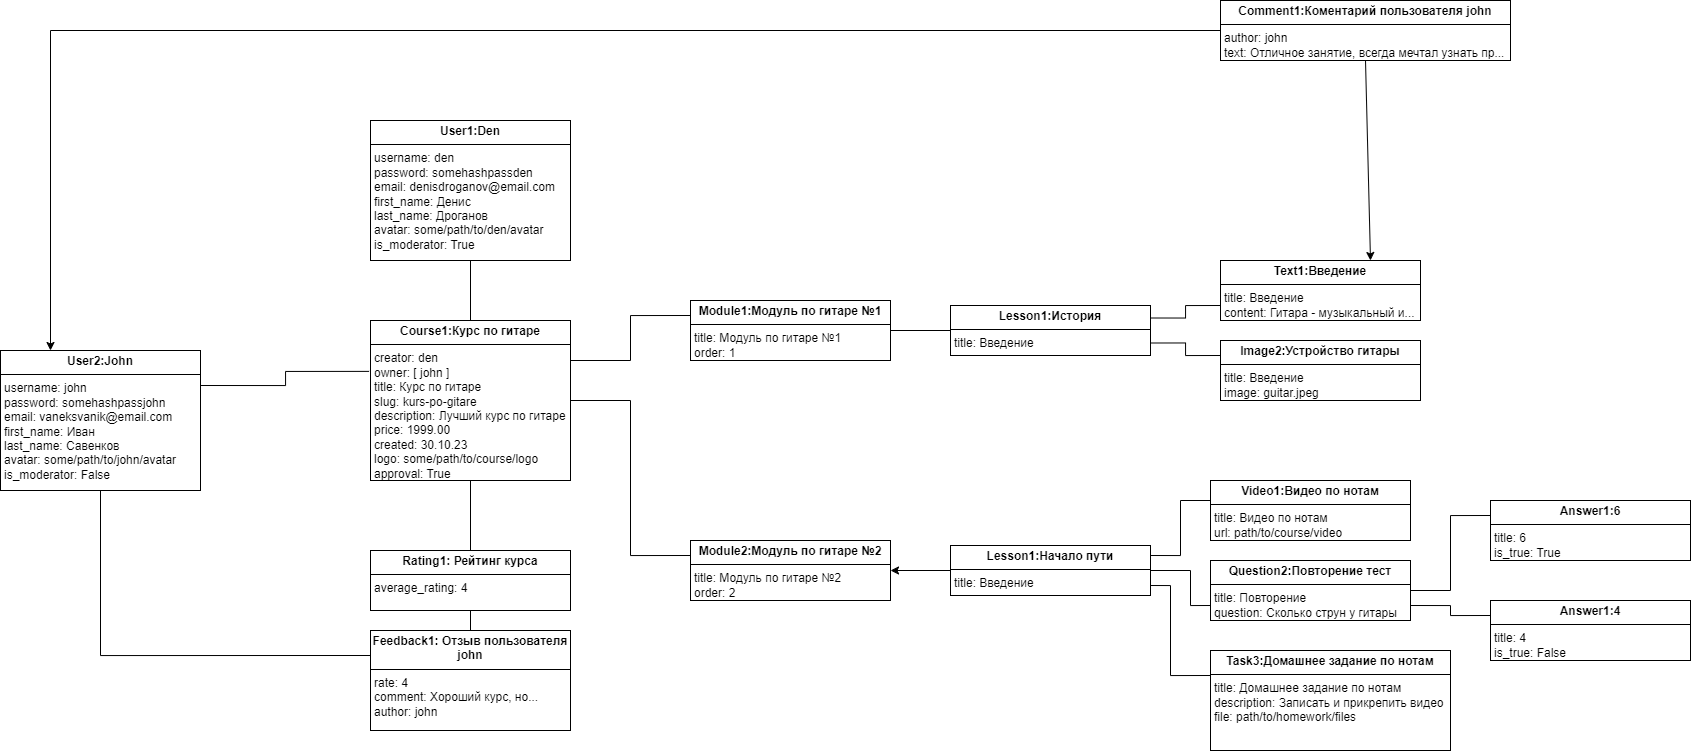 Comment1:Коментарий пользователя john
author: john
text: Отличное занятие, всегда мечтал узнать пр...
User1:Den
username: den
password: somehashpassden
email: denisdroganov@email.com
first_name: Денис
last_name: Дроганов
avatar: some/path/to/den/avatar
is_moderator: True
User2:John
username: john
password: somehashpassjohn
email: vaneksvanik@email.com
first_name: Иван
last_name: Савенков
avatar: some/path/to/john/avatar
is_moderator: False
Course1:Курс по гитаре
creator: den
owner: [ john ]
title: Курс по гитаре
slug: kurs-po-gitare
description: Лучший курс по гитаре
price: 1999.00
created: 30.10.23
logo: some/path/to/course/logo
approval: True
Rating1: Рейтинг курса
average_rating: 4
Feedback1: Отзыв пользователя
john
rate: 4
comment: Хороший курс, но...
author: john
Module1:Модуль по гитаре №1
title: Модуль по гитаре №1
order: 1
Lesson1:История
title: Введение
Text1:Введение
title: Введение
content: Гитара - музыкальный и...
Image2:Устройство гитары
title: Введение
image: guitar.jpeg
Module2:Модуль по гитаре №2
title: Модуль по гитаре №2
order: 2
Lesson1:Начало пути
title: Введение
Video1:Видео по нотам
title: Видео по нотам
url: path/to/course/video
Question2:Повторение тест
title: Повторение
question: Сколько струн у гитары
Task3:Домашнее задание по нотам
title: Домашнее задание по нотам
description: Записать и прикрепить видео
file: path/to/homework/files
Answer1:6
title: 6
is_true: True
Answer1:4
title: 4
is_true: False